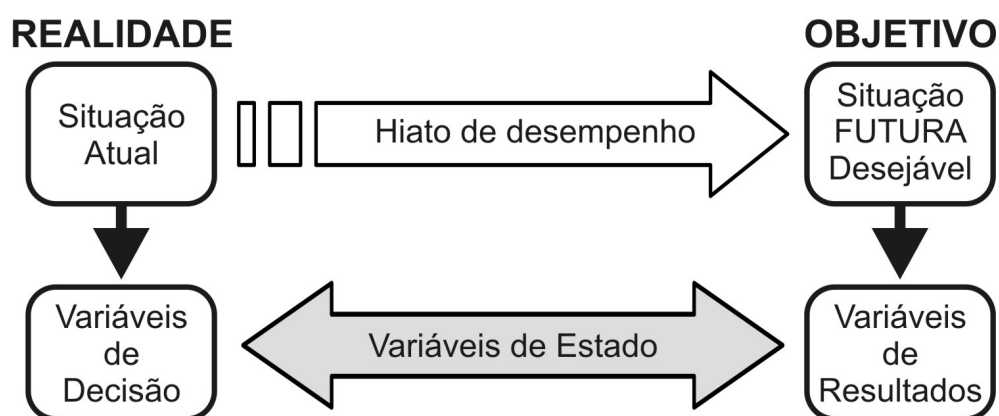 REALIDADE
OBJETIVO
Situação
Atual
Hiato de desempenho
Situação
FUTURA
Desejável
Variáveis
de
Decisão
Variáveis de Estado
Variáveis
de
Resultados